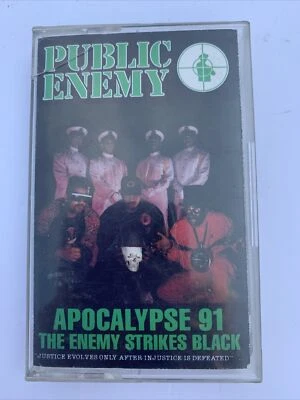 PUBLIC
ENEMY
APOCALYPSE 91
THE ENEMY STRIKES BLACK
"JUSTICE EVOLVES ONLY AFTER INJUSTICE IS DEFEATED"